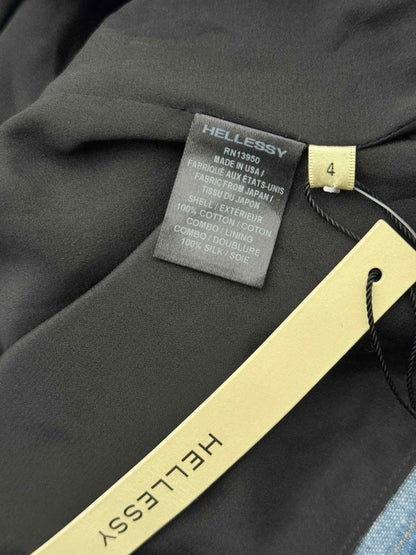 HELLESSY
RN13950
MADE IN USA /
FABRIQUÉ AUX ÉTATS-UNIS
FABRIC FROM JAPAN /
TISSU DU JAPON
SHELL / EXTÉRIEUR
100% COTTON / COTON
COMBO / LINING
COMBO / DOUBLURE
100% SILK / SOIE
4
HELLESSY